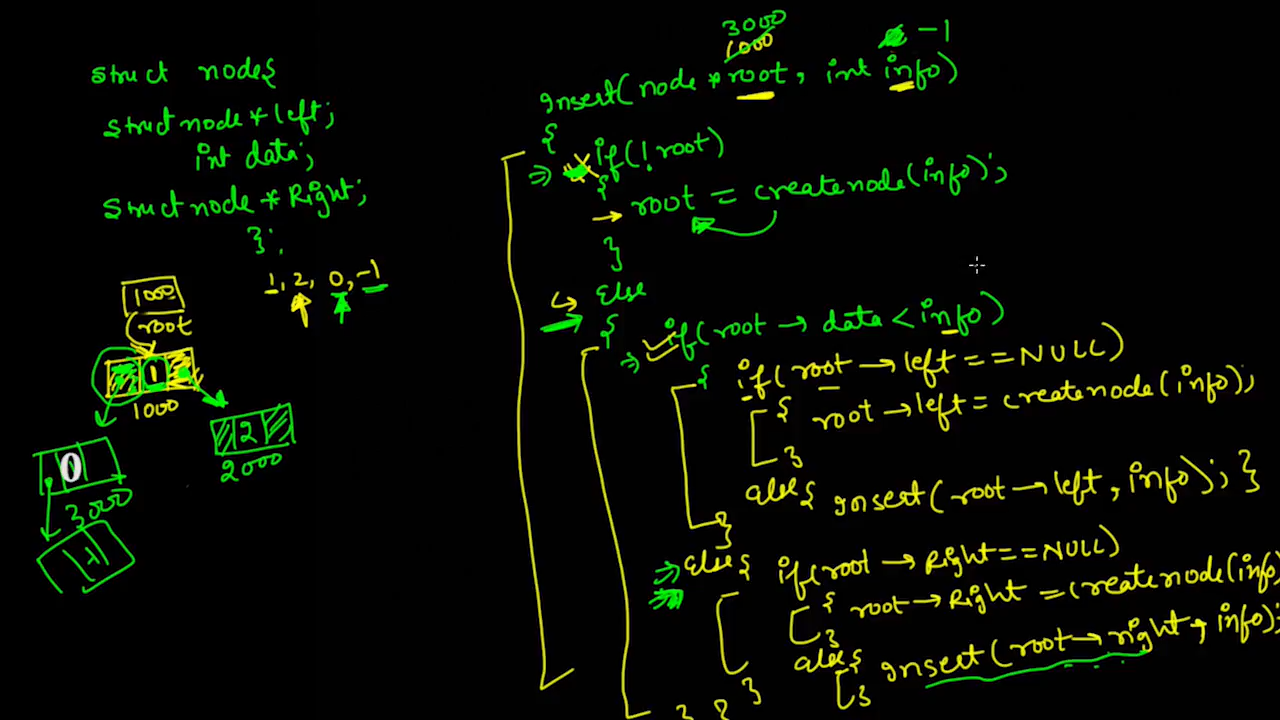 struct node{
struct node * left;
int data;
struct node * Right;
};
1, 2, 0, -1
1000
root
1
1000
2
2000
0
3000
-1
3000
1000
-1
Insert(node * root, int info)
{
if(! root)
{
root = createnode(info);
}
Else
{
if(root → data < info)
{
if(root → left == NULL)
{
root → left = createnode(info);
}
else{ Insert(root → left, info); }
}
Else{
if(root → Right == NULL)
{
root → Right = createnode(info)
}
else{
Insert(root → right, info);
}
}
} }